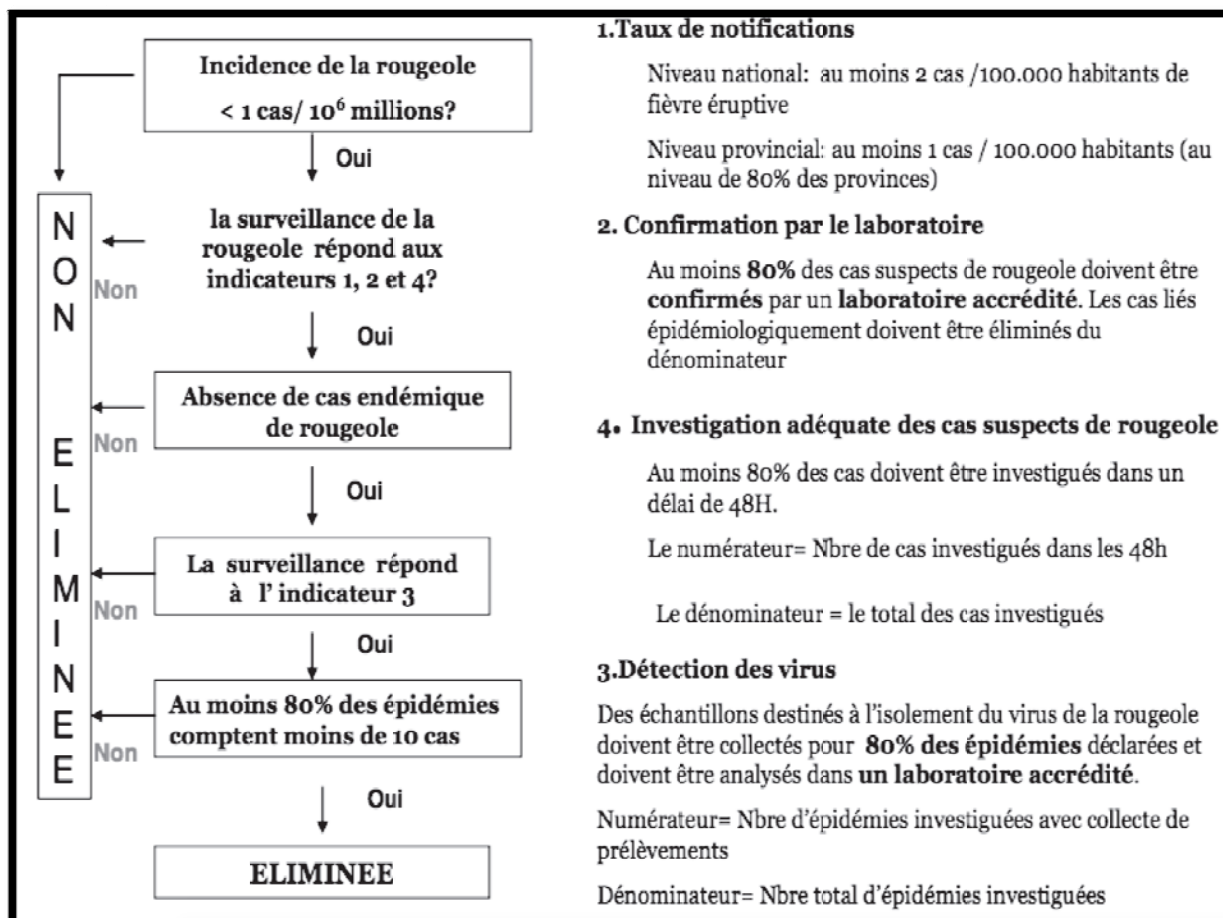 Incidence de la rougeole
< 1 cas/ 10⁶ millions?
Oui
la surveillance de la
rougeole répond aux
indicateurs 1, 2 et 4?
Non
Oui
Absence de cas endémique
de rougeole
Non
Oui
La surveillance répond
à l' indicateur 3
Non
Oui
Au moins 80% des épidémies
comptent moins de 10 cas
Non
Oui
ELIMINEE
NON ELIMINEE
1.Taux de notifications
Niveau national: au moins 2 cas /100.000 habitants de
fièvre éruptive
Niveau provincial: au moins 1 cas / 100.000 habitants (au
niveau de 80% des provinces)
2. Confirmation par le laboratoire
Au moins 80% des cas suspects de rougeole doivent être
confirmés par un laboratoire accrédité. Les cas liés
épidémiologiquement doivent être éliminés du
dénominateur
4. Investigation adéquate des cas suspects de rougeole
Au moins 80% des cas doivent être investigués dans un
délai de 48H.
Le numérateur= Nbre de cas investigués dans les 48h
Le dénominateur = le total des cas investigués
3.Détection des virus
Des échantillons destinés à l'isolement du virus de la rougeole
doivent être collectés pour 80% des épidémies déclarées et
doivent être analysés dans un laboratoire accrédité.
Numérateur= Nbre d'épidémies investiguées avec collecte de
prélèvements
Dénominateur= Nbre total d'épidémies investiguées